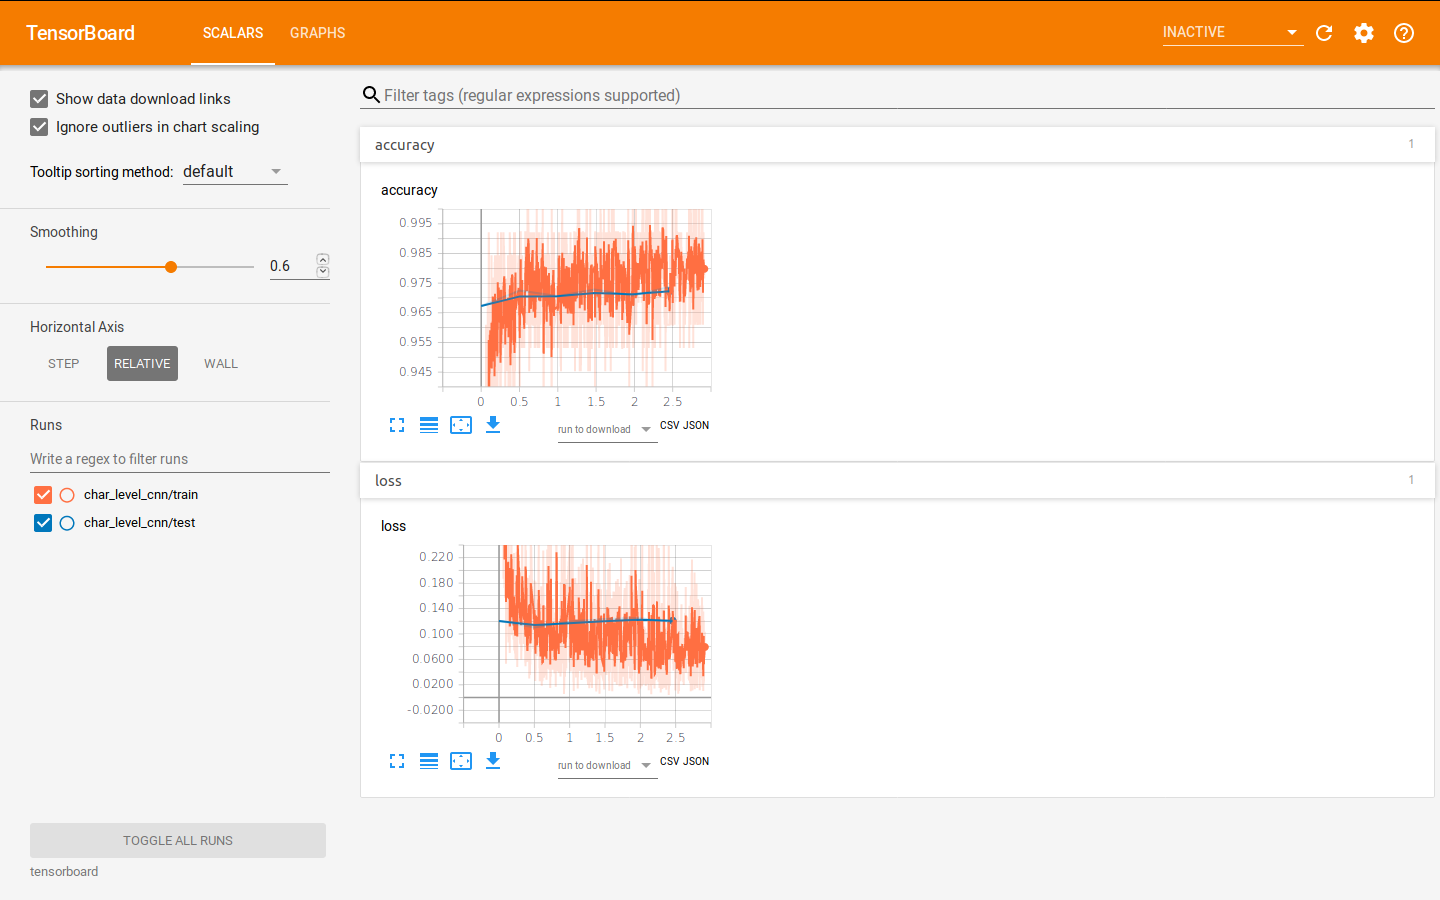 TensorBoard SCALARS GRAPHS INACTIVE
Show data download links
Ignore outliers in chart scaling
Tooltip sorting method: default
Smoothing
0.6
Horizontal Axis
STEP RELATIVE WALL
Runs
Write a regex to filter runs
char_level_cnn/train
char_level_cnn/test
TOGGLE ALL RUNS
tensorboard
Filter tags (regular expressions supported)
accuracy 1
accuracy
0.995
0.985
0.975
0.965
0.955
0.945
0 0.5 1 1.5 2 2.5
run to download CSV JSON
loss 1
loss
0.220
0.180
0.140
0.100
0.0600
0.0200
-0.0200
0 0.5 1 1.5 2 2.5
run to download CSV JSON